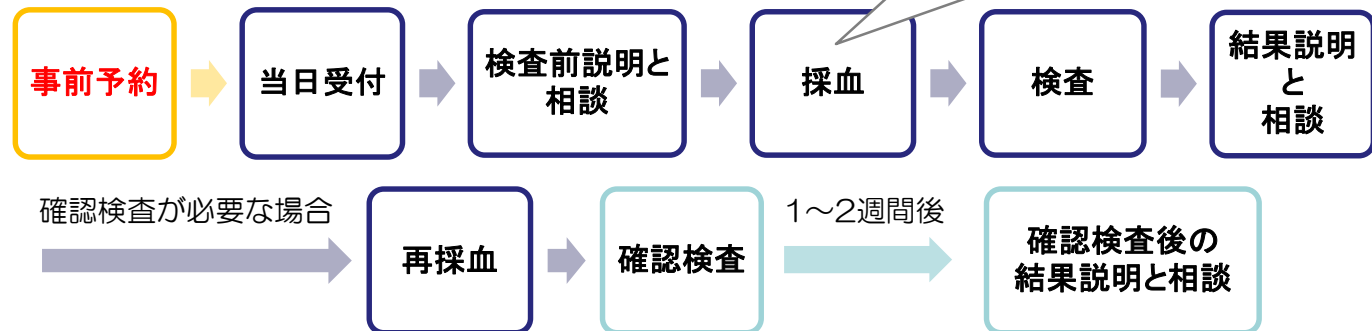 事前予約
当日受付
検査前説明と
相談
採血
検査
結果説明
と
相談
確認検査が必要な場合
再採血
確認検査
1～2週間後
確認検査後の
結果説明と相談